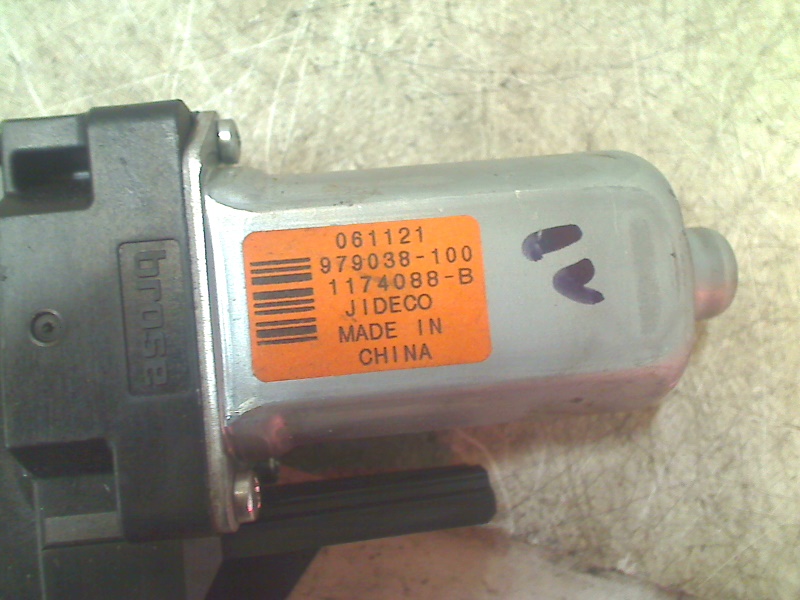 brose
061121
979038-100
1174088-B
JIDECO
MADE IN
CHINA